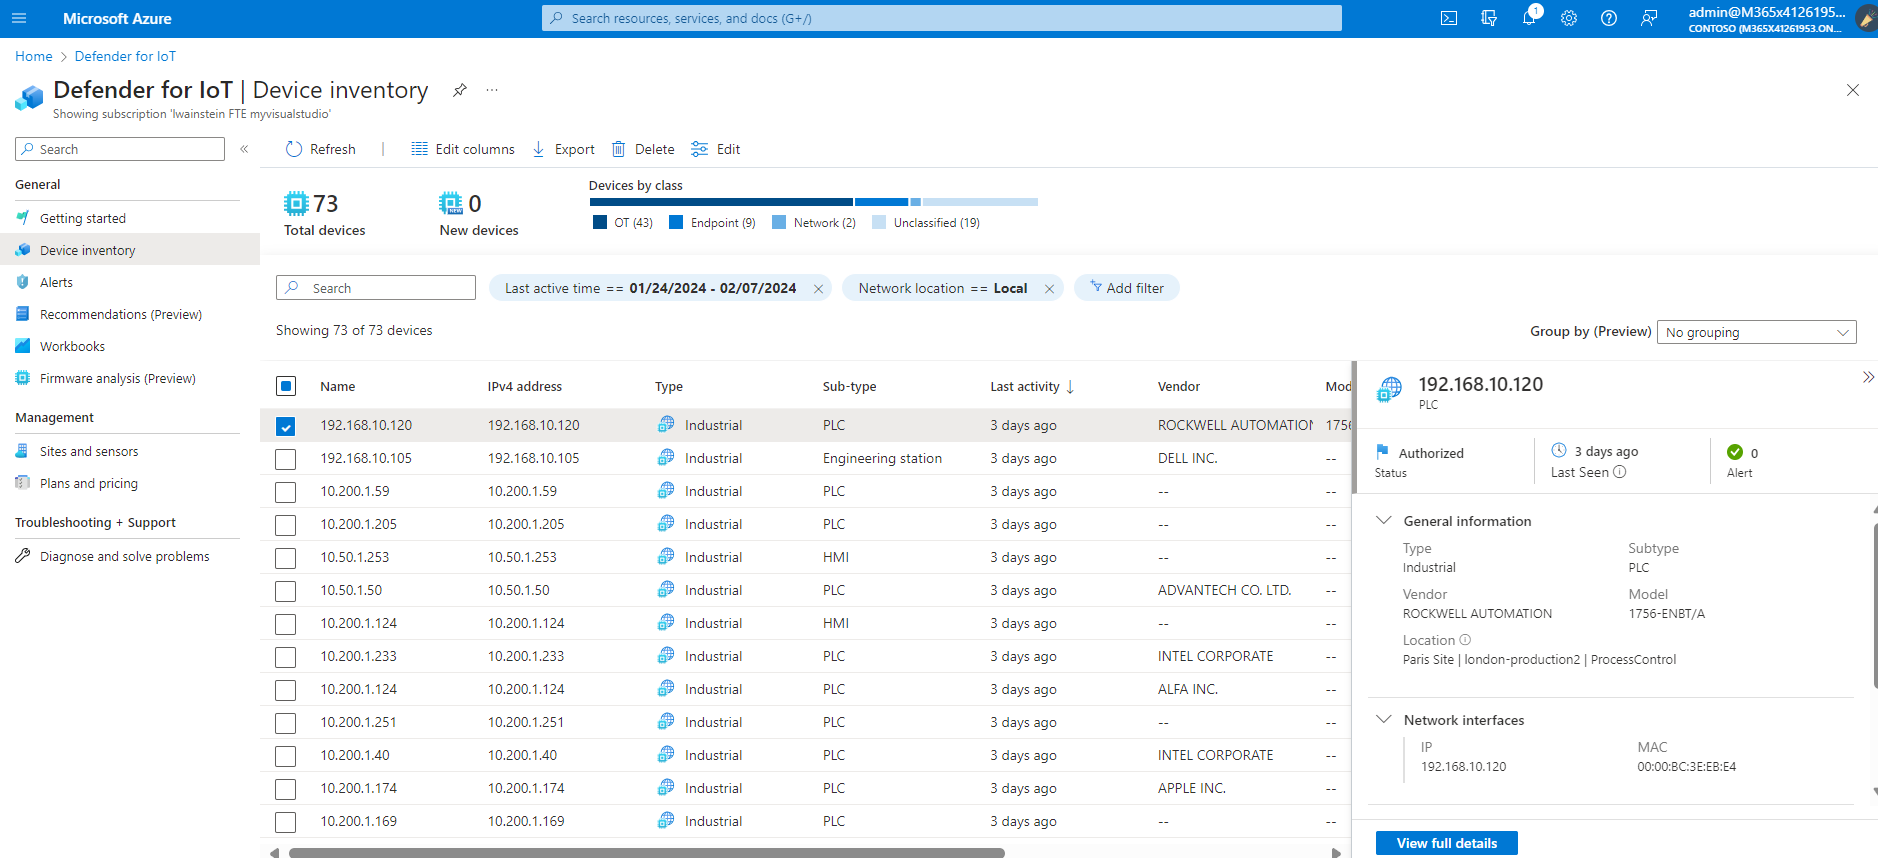 Microsoft Azure
Search resources, services, and docs (G+/)
1
admin@M365x4126195...
CONTOSO (M365X41261953.ON...
Home > Defender for IoT
Defender for IoT | Device inventory ...
Showing subscription 'lwainstein FTE myvisualstudio'
Search «
General
Getting started
Device inventory
Alerts
Recommendations (Preview)
Workbooks
Firmware analysis (Preview)
Management
Sites and sensors
Plans and pricing
Troubleshooting + Support
Diagnose and solve problems
Refresh | Edit columns Export Delete Edit
73
Total devices
NEW 0
New devices
Devices by class
OT (43) Endpoint (9) Network (2) Unclassified (19)
Search
Last active time == 01/24/2024 - 02/07/2024
Network location == Local
Add filter
Showing 73 of 73 devices
Group by (Preview) No grouping
Name IPv4 address Type Sub-type Last activity ↓ Vendor Mod
192.168.10.120 192.168.10.120 Industrial PLC 3 days ago ROCKWELL AUTOMATION 1756
192.168.10.105 192.168.10.105 Industrial Engineering station 3 days ago DELL INC. --
10.200.1.59 10.200.1.59 Industrial PLC 3 days ago -- --
10.200.1.205 10.200.1.205 Industrial PLC 3 days ago -- --
10.50.1.253 10.50.1.253 Industrial HMI 3 days ago -- --
10.50.1.50 10.50.1.50 Industrial PLC 3 days ago ADVANTECH CO. LTD. --
10.200.1.124 10.200.1.124 Industrial HMI 3 days ago -- --
10.200.1.233 10.200.1.233 Industrial PLC 3 days ago INTEL CORPORATE --
10.200.1.124 10.200.1.124 Industrial PLC 3 days ago ALFA INC. --
10.200.1.251 10.200.1.251 Industrial PLC 3 days ago -- --
10.200.1.40 10.200.1.40 Industrial PLC 3 days ago INTEL CORPORATE --
10.200.1.174 10.200.1.174 Industrial PLC 3 days ago APPLE INC. --
10.200.1.169 10.200.1.169 Industrial PLC 3 days ago -- --
192.168.10.120
PLC
Authorized
Status
3 days ago
Last Seen
0
Alert
General information
Type Subtype
Industrial PLC
Vendor Model
ROCKWELL AUTOMATION 1756-ENBT/A
Location
Paris Site | london-production2 | ProcessControl
Network interfaces
IP MAC
192.168.10.120 00:00:BC:3E:EB:E4
View full details